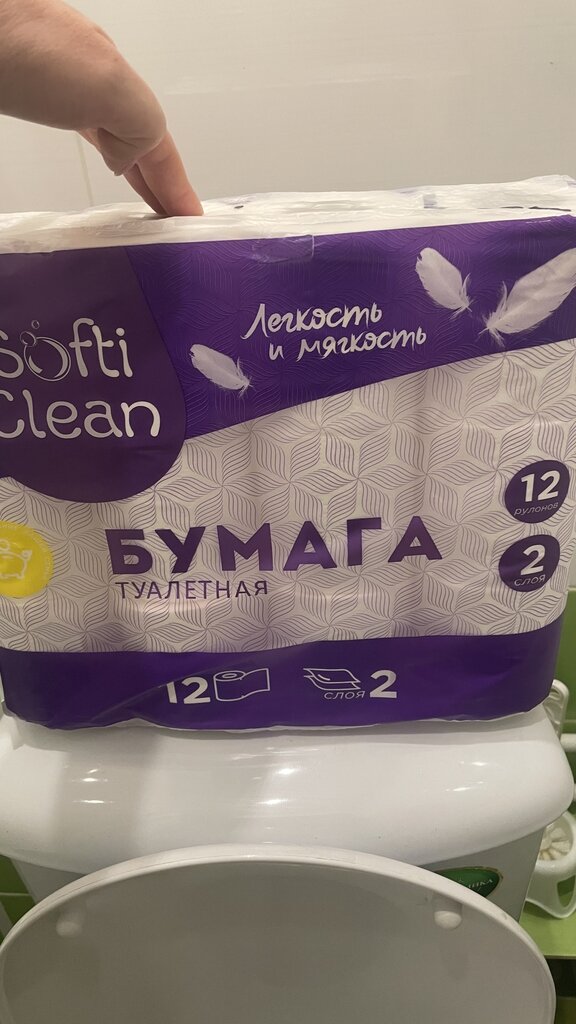 Легкость
и мягкость
Softi
Clean
12
рулонов
БУМАГА
ТУАЛЕТНАЯ
2
СЛОЯ
12
СЛОЯ 2